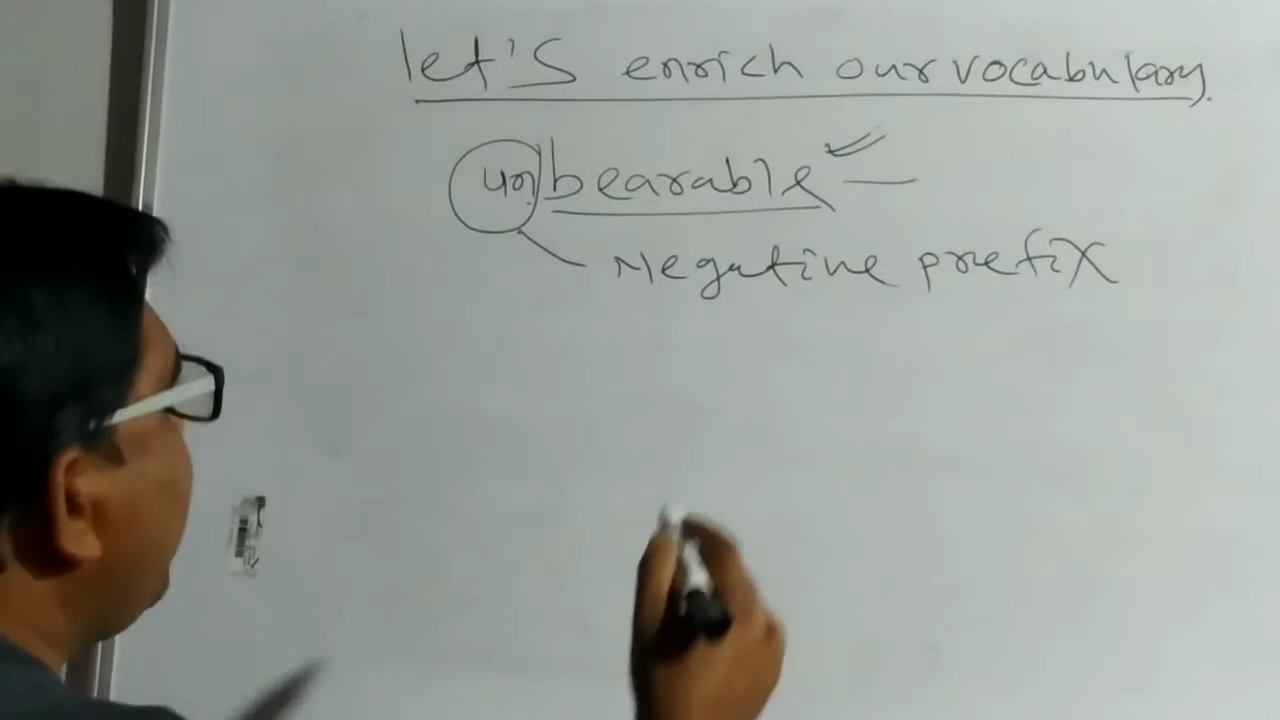 let's enrich our vocabulary.
unbearable —
Negative prefix